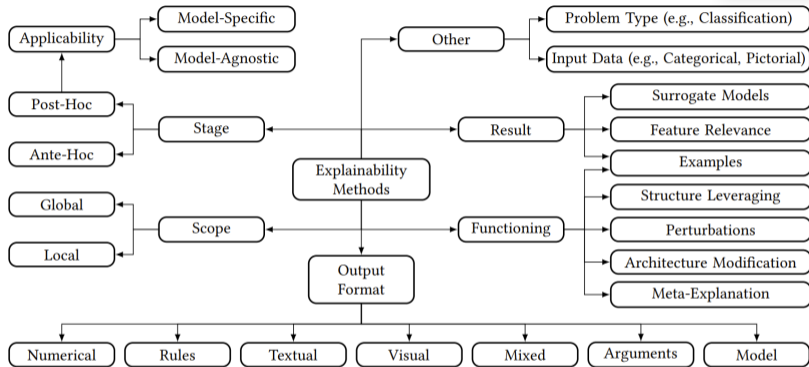 Applicability
Model-Specific
Model-Agnostic
Other
Problem Type (e.g., Classification)
Input Data (e.g., Categorical, Pictorial)
Post-Hoc
Ante-Hoc
Stage
Result
Surrogate Models
Feature Relevance
Examples
Explainability
Methods
Global
Local
Scope
Functioning
Structure Leveraging
Perturbations
Architecture Modification
Meta-Explanation
Output
Format
Numerical
Rules
Textual
Visual
Mixed
Arguments
Model